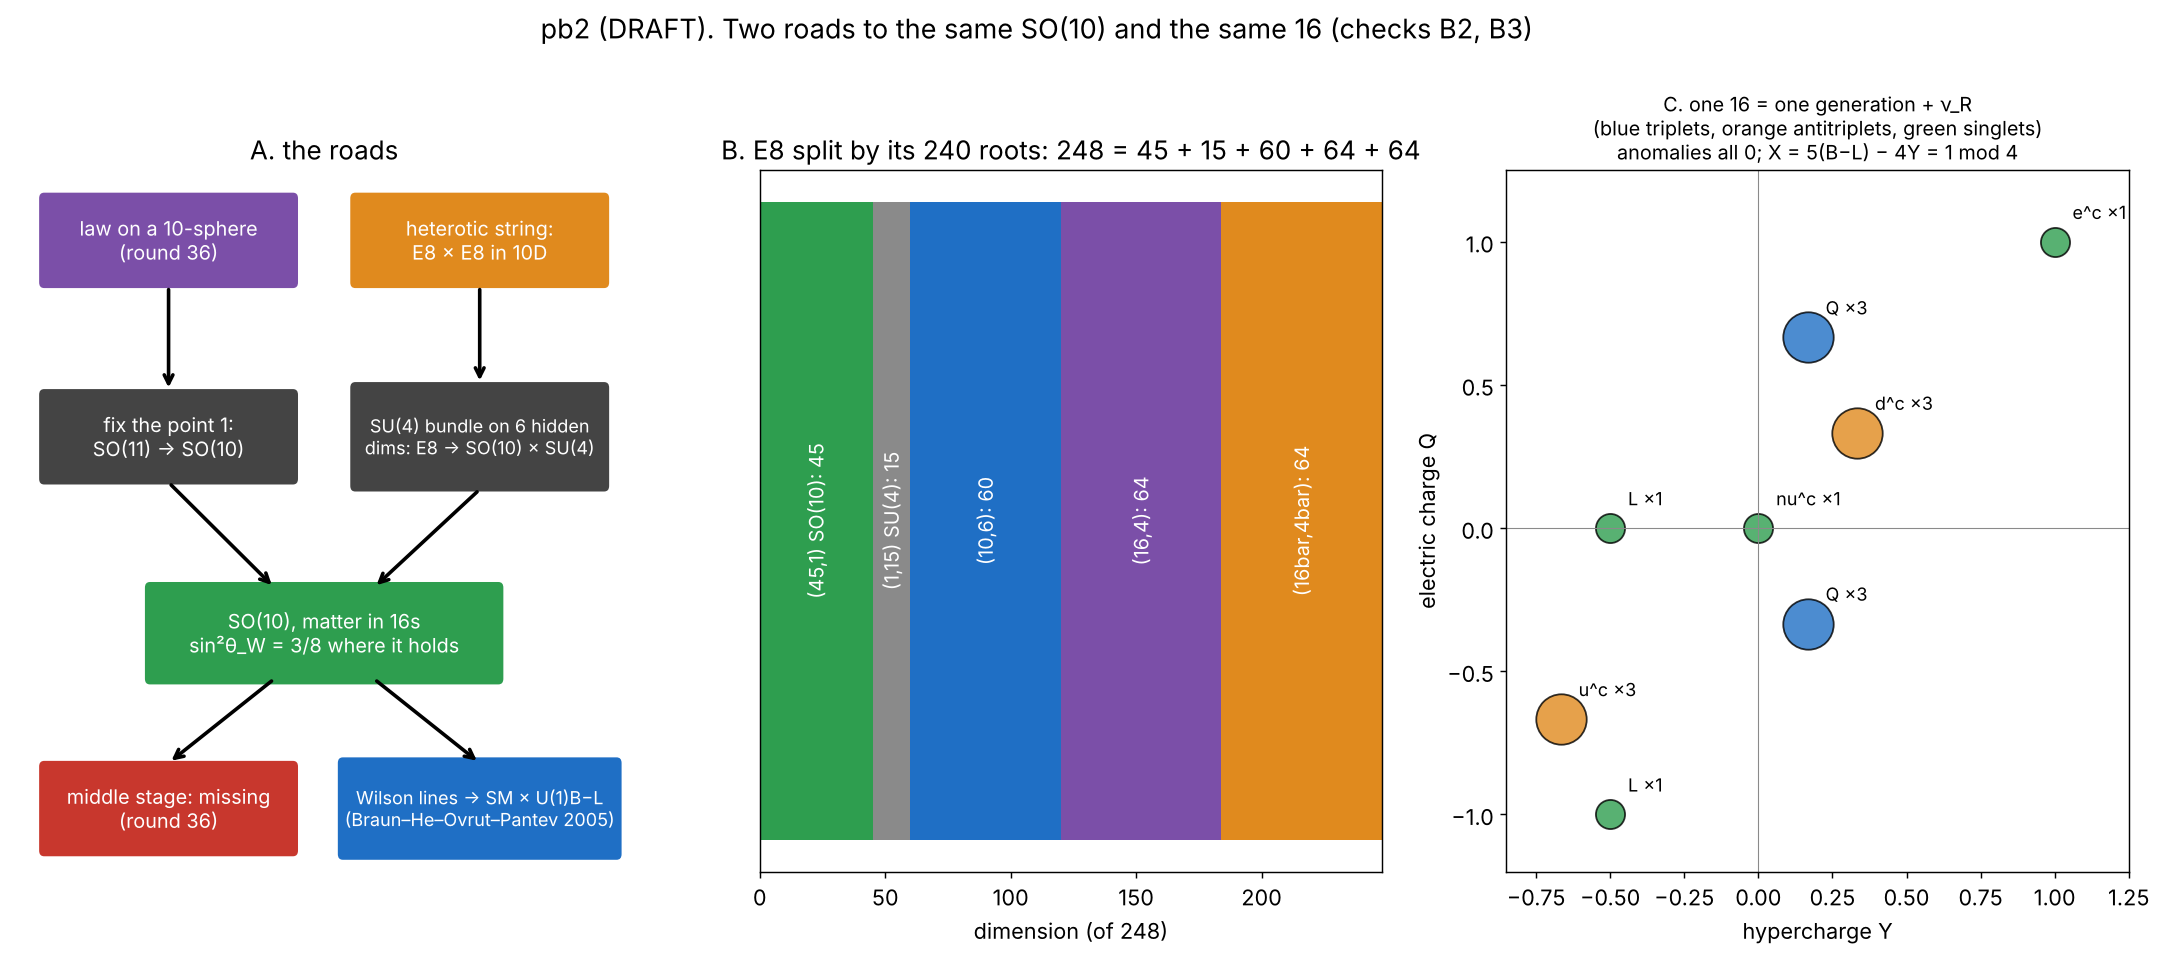 pb2 (DRAFT). Two roads to the same SO(10) and the same 16 (checks B2, B3)
A. the roads
law on a 10-sphere
(round 36)
heterotic string:
E8 × E8 in 10D
fix the point 1:
SO(11) → SO(10)
SU(4) bundle on 6 hidden
dims: E8 → SO(10) × SU(4)
SO(10), matter in 16s
sin²θ_W = 3/8 where it holds
middle stage: missing
(round 36)
Wilson lines → SM × U(1)B−L
(Braun–He–Ovrut–Pantev 2005)
B. E8 split by its 240 roots: 248 = 45 + 15 + 60 + 64 + 64
(45,1) SO(10): 45
(1,15) SU(4): 15
(10,6): 60
(16,4): 64
(16bar,4bar): 64
0 50 100 150 200
dimension (of 248)
C. one 16 = one generation + ν_R
(blue triplets, orange antitriplets, green singlets)
anomalies all 0; X = 5(B−L) − 4Y = 1 mod 4
electric charge Q
1.0
0.5
0.0
−0.5
−1.0
e^c ×1
Q ×3
d^c ×3
L ×1
nu^c ×1
Q ×3
u^c ×3
L ×1
−0.75 −0.50 −0.25 0.00 0.25 0.50 0.75 1.00 1.25
hypercharge Y